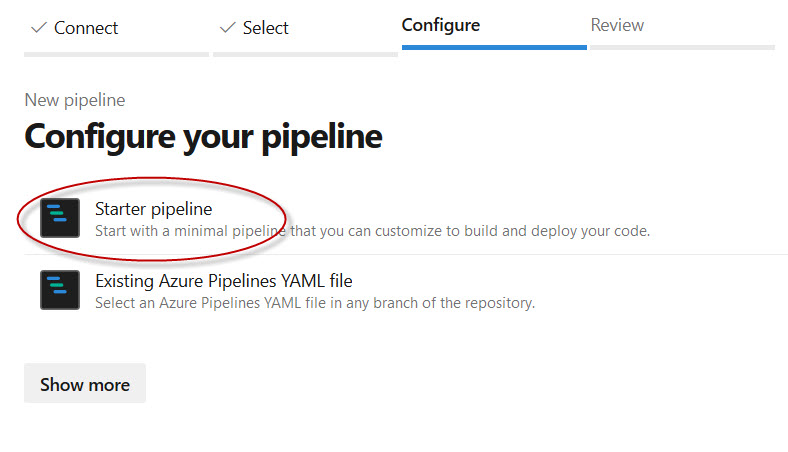 Connect
Select
Configure
Review
New pipeline
Configure your pipeline
Starter pipeline
Start with a minimal pipeline that you can customize to build and deploy your code.
Existing Azure Pipelines YAML file
Select an Azure Pipelines YAML file in any branch of the repository.
Show more